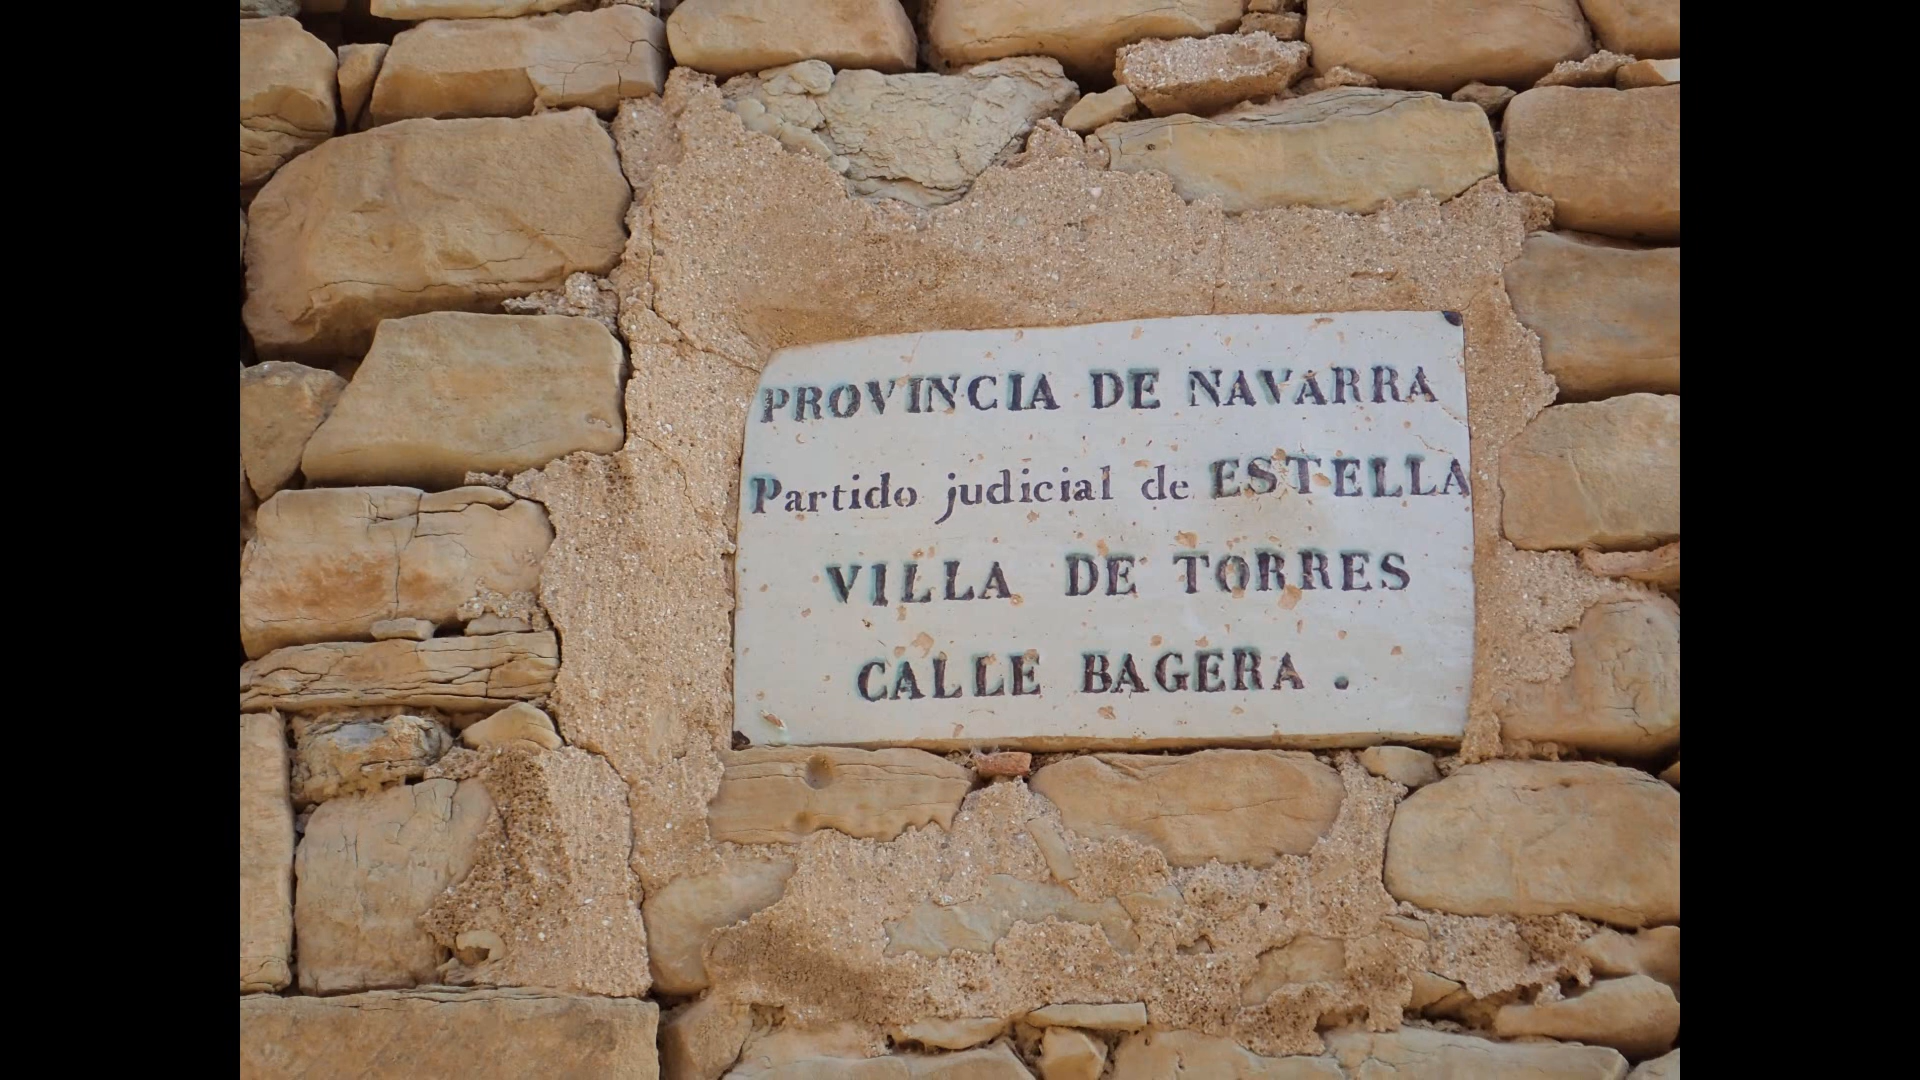 PROVINCIA DE NAVARRA
Partido judicial de ESTELLA
VILLA DE TORRES
CALLE BAGERA .